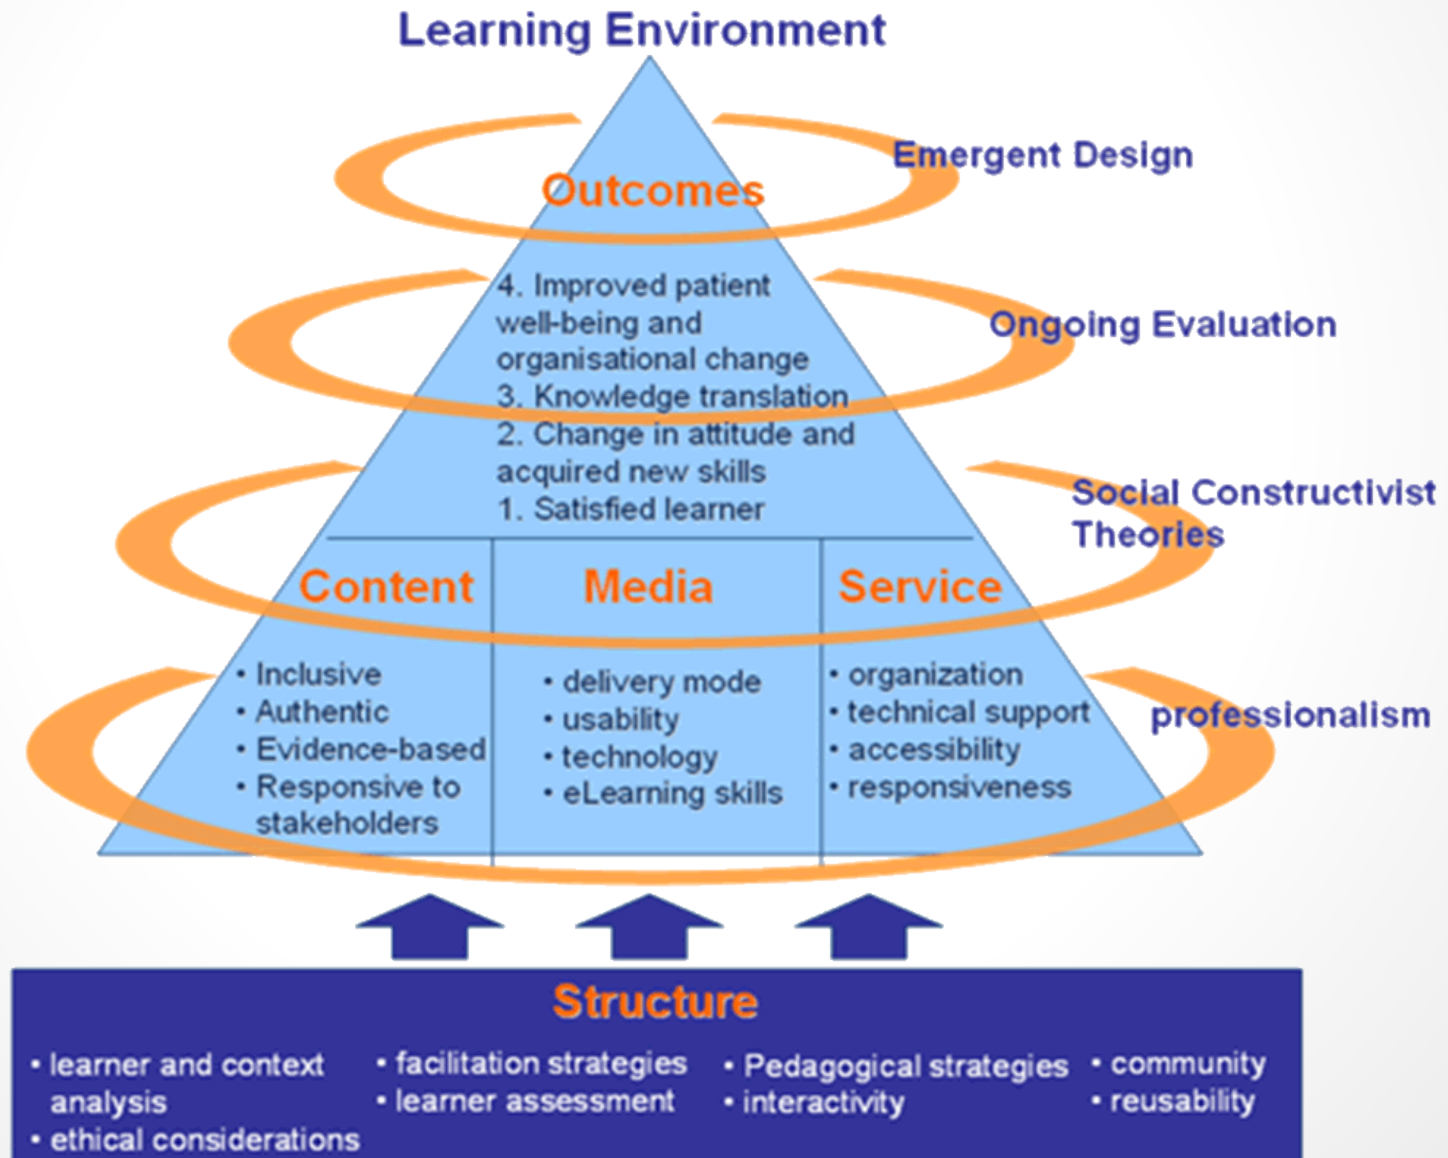 Learning Environment
Emergent Design
Outcomes
Ongoing Evaluation
4. Improved patient
well-being and
organisational change
3. Knowledge translation
2. Change in attitude and
acquired new skills
1. Satisfied learner
Social Constructivist
Theories
Content
• Inclusive
• Authentic
• Evidence-based
• Responsive to
stakeholders
Media
• delivery mode
• usability
• technology
• eLearning skills
Service
• organization
• technical support
• accessibility
• responsiveness
professionalism
Structure
• learner and context
analysis
• ethical considerations
• facilitation strategies
• learner assessment
• Pedagogical strategies
• interactivity
• community
• reusability